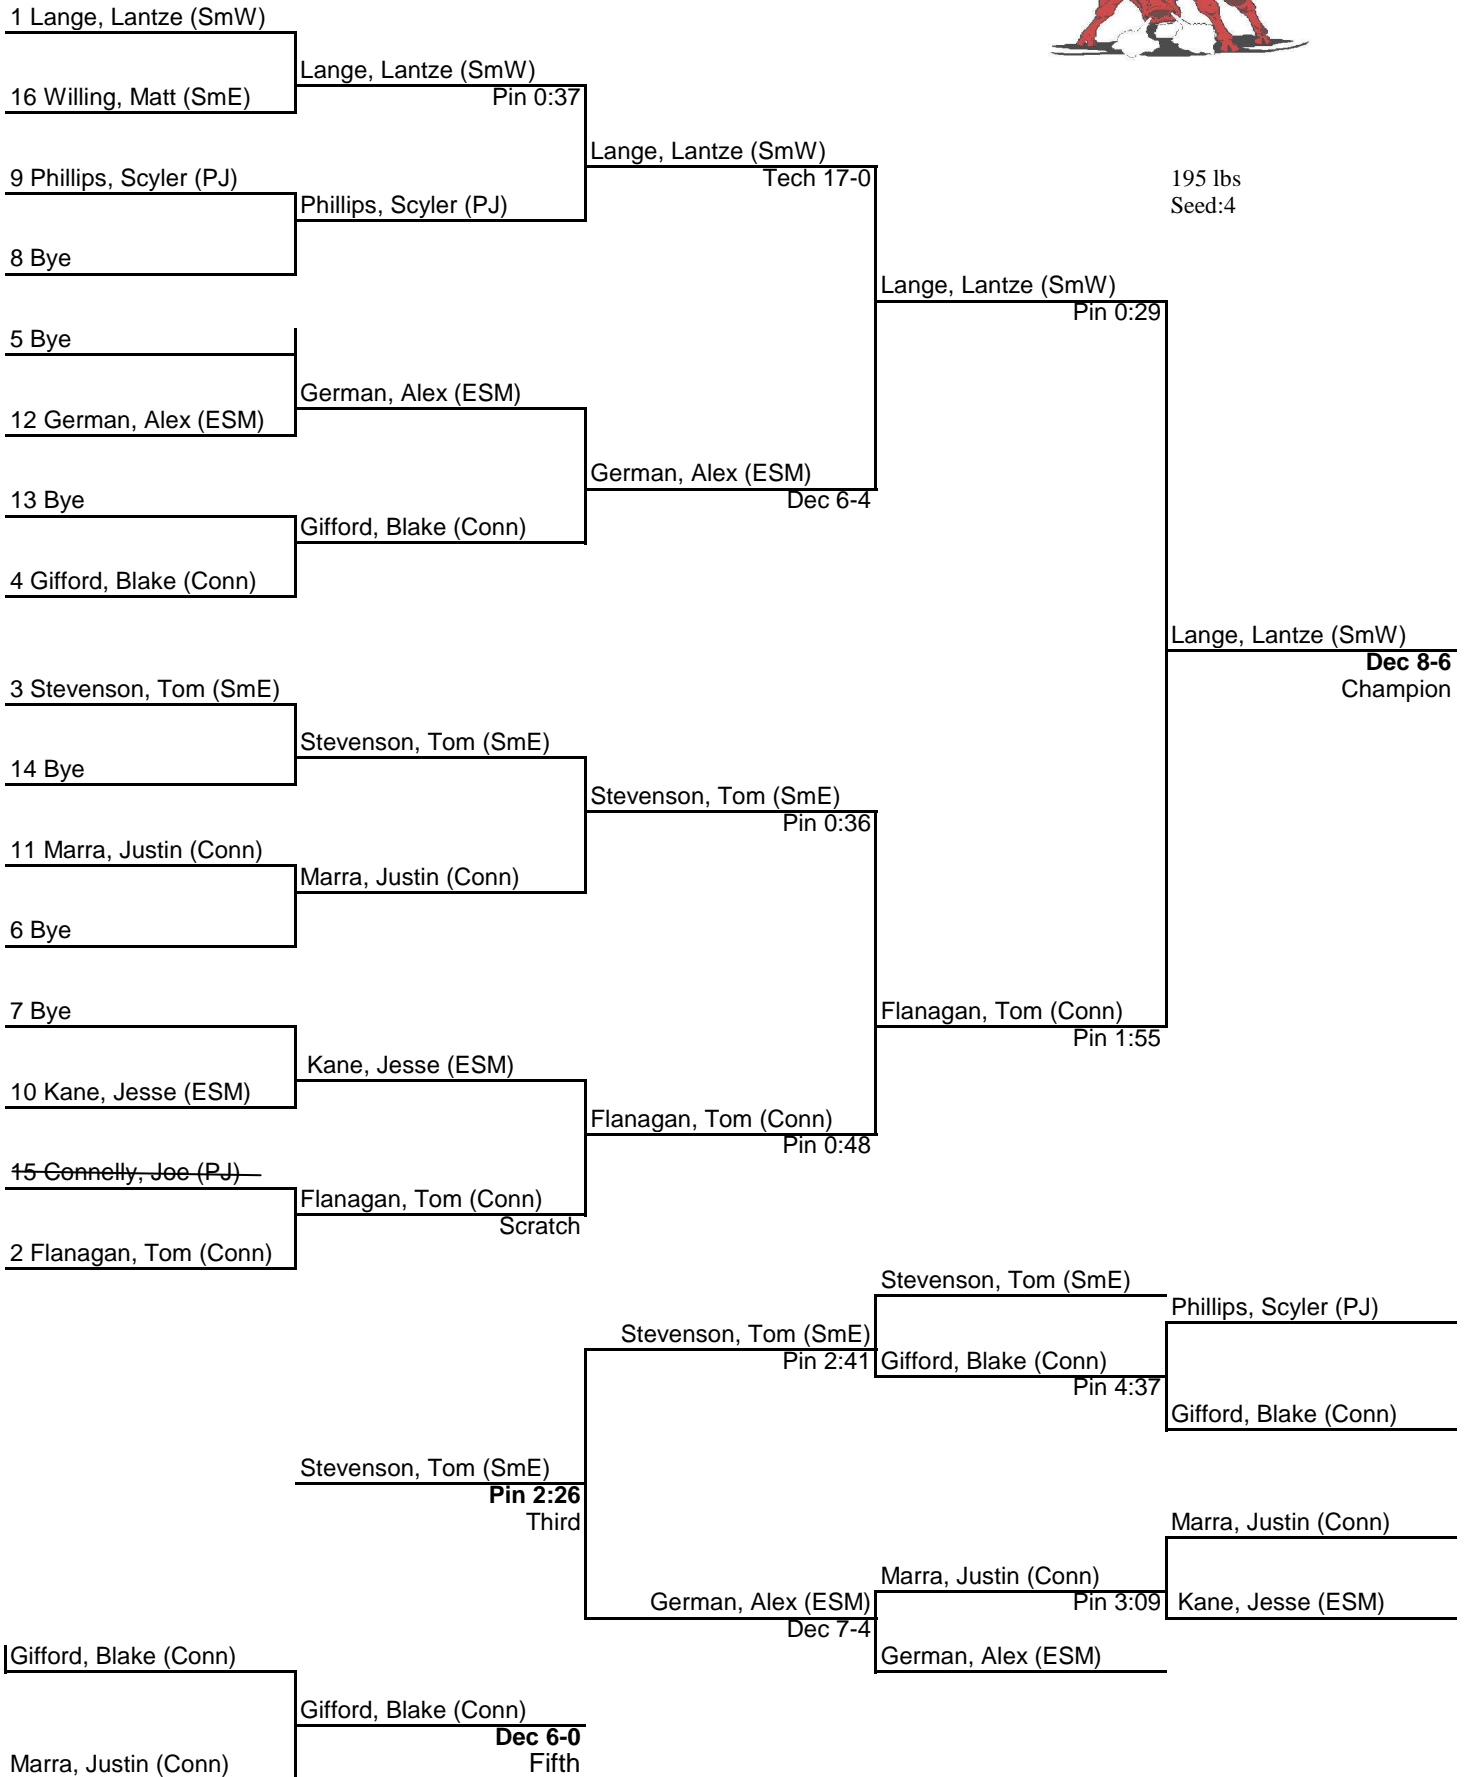 1 Lange, Lantze (SmW)
Lange, Lantze (SmW)
16 Willing, Matt (SmE)
Pin 0:37
Lange, Lantze (SmW)
9 Phillips, Scyler (PJ)
Tech 17-0
195 lbs
Phillips, Scyler (PJ)
Seed:4
8 Bye
Lange, Lantze (SmW)
Pin 0:29
5 Bye
German, Alex (ESM)
12 German, Alex (ESM)
German, Alex (ESM)
13 Bye
Dec 6-4
Gifford, Blake (Conn)
4 Gifford, Blake (Conn)
Lange, Lantze (SmW)
Dec 8-6
Champion
3 Stevenson, Tom (SmE)
Stevenson, Tom (SmE)
14 Bye
Stevenson, Tom (SmE)
Pin 0:36
11 Marra, Justin (Conn)
Marra, Justin (Conn)
6 Bye
7 Bye
Flanagan, Tom (Conn)
Pin 1:55
Kane, Jesse (ESM)
10 Kane, Jesse (ESM)
Flanagan, Tom (Conn)
Pin 0:48
15 Connelly, Joe (PJ)
Flanagan, Tom (Conn)
Scratch
2 Flanagan, Tom (Conn)
Stevenson, Tom (SmE)
Phillips, Scyler (PJ)
Stevenson, Tom (SmE)
Pin 2:41
Gifford, Blake (Conn)
Pin 4:37
Gifford, Blake (Conn)
Stevenson, Tom (SmE)
Pin 2:26
Third
Marra, Justin (Conn)
Marra, Justin (Conn)
German, Alex (ESM)
Pin 3:09
Kane, Jesse (ESM)
Dec 7-4
Gifford, Blake (Conn)
German, Alex (ESM)
Gifford, Blake (Conn)
Dec 6-0
Marra, Justin (Conn)
Fifth